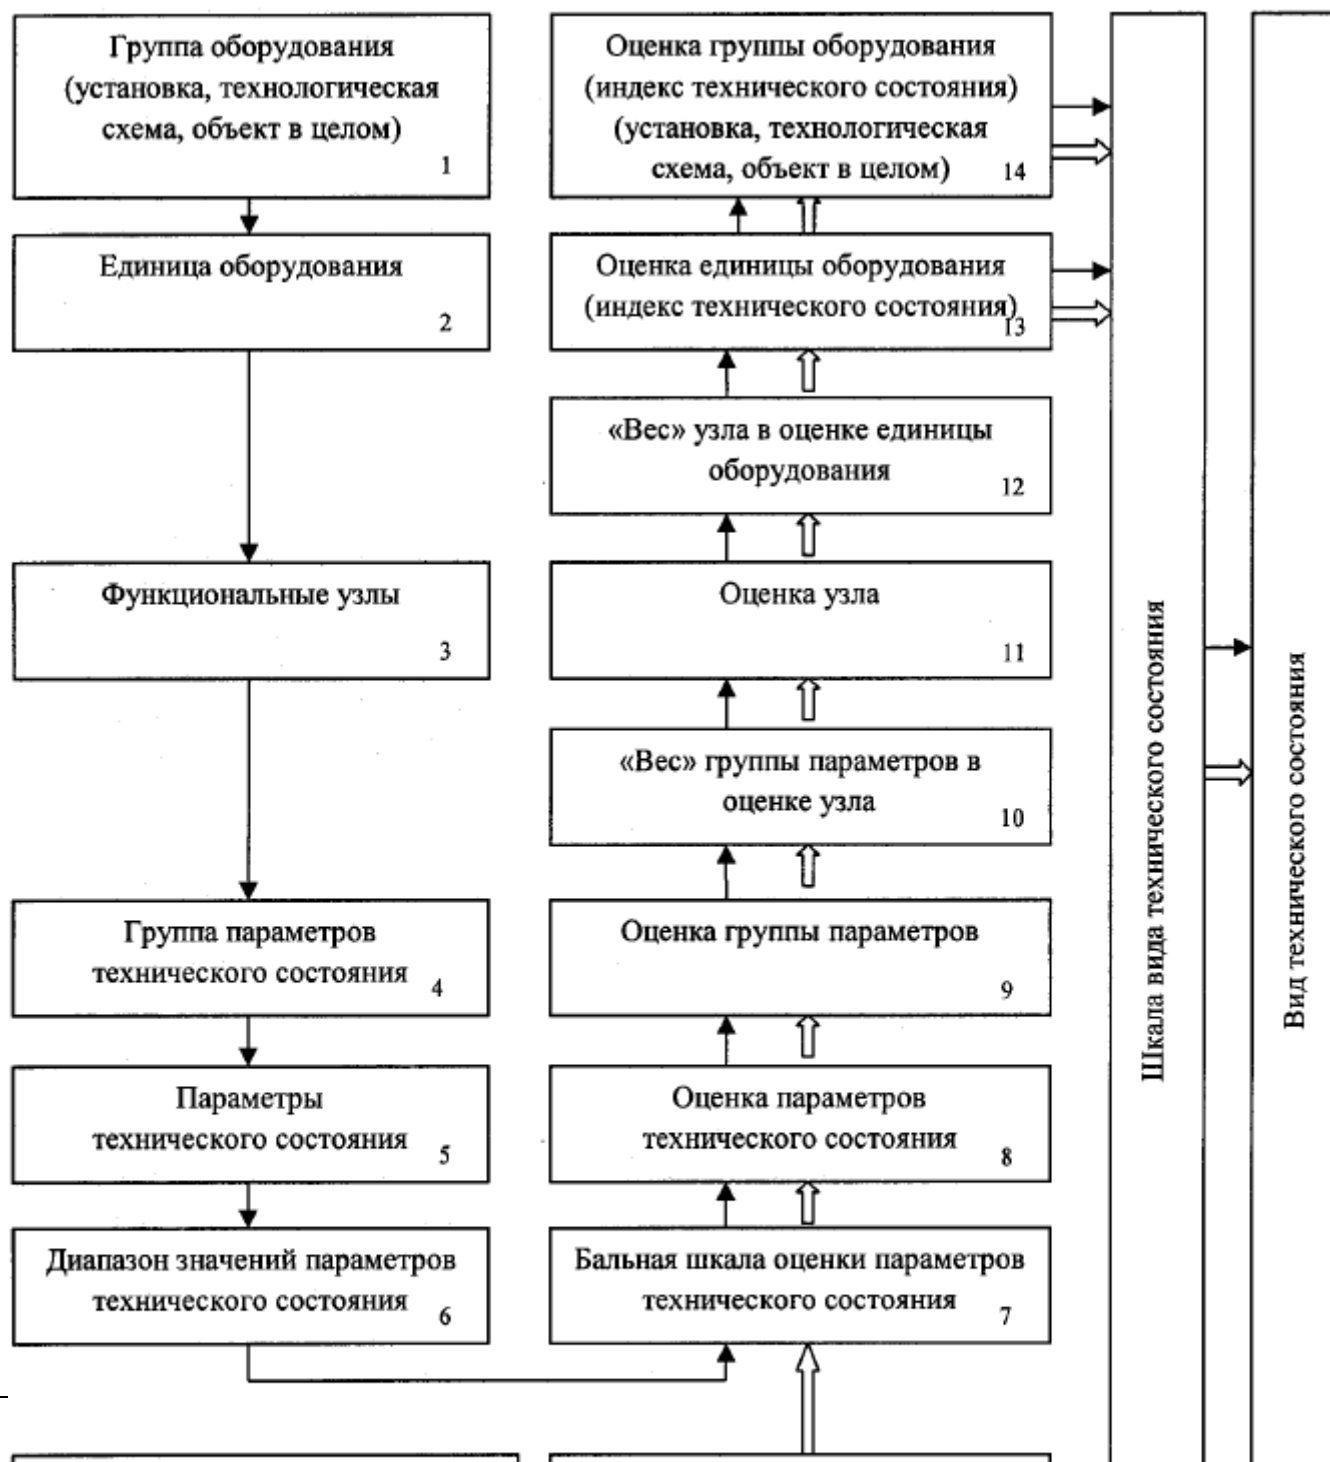 Группа оборудования
(установка, технологическая
схема, объект в целом)
1
Единица оборудования
2
Функциональные узлы
3
Группа параметров
технического состояния
4
Параметры
технического состояния
5
Диапазон значений параметров
технического состояния
6
Оценка группы оборудования
(индекс технического состояния)
(установка, технологическая
схема, объект в целом)
14
Оценка единицы оборудования
(индекс технического состояния)
13
«Вес» узла в оценке единицы
оборудования
12
Оценка узла
11
«Вес» группы параметров в
оценке узла
10
Оценка группы параметров
9
Оценка параметров
технического состояния
8
Бальная шкала оценки параметров
технического состояния
7
Шкала вида технического состояния
Вид технического состояния